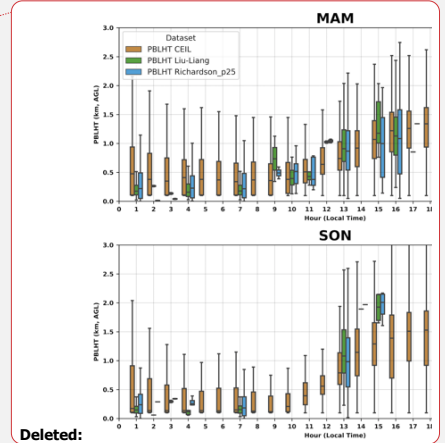 MAM
3.0
2.5
2.0
1.5
1.0
0.5
0.0
PBLHT (km, AGL)
Dataset
PBLHT CEIL
PBLHT Liu-Liang
PBLHT Richardson_p25
0 1 2 3 4 5 6 7 8 9 10 11 12 13 14 15 16 17 18
Hour (Local Time)
SON
3.0
2.5
2.0
1.5
1.0
0.5
0.0
PBLHT (km, AGL)
0 1 2 3 4 5 6 7 8 9 10 11 12 13 14 15 16 17 18
Hour (Local Time)
Deleted: